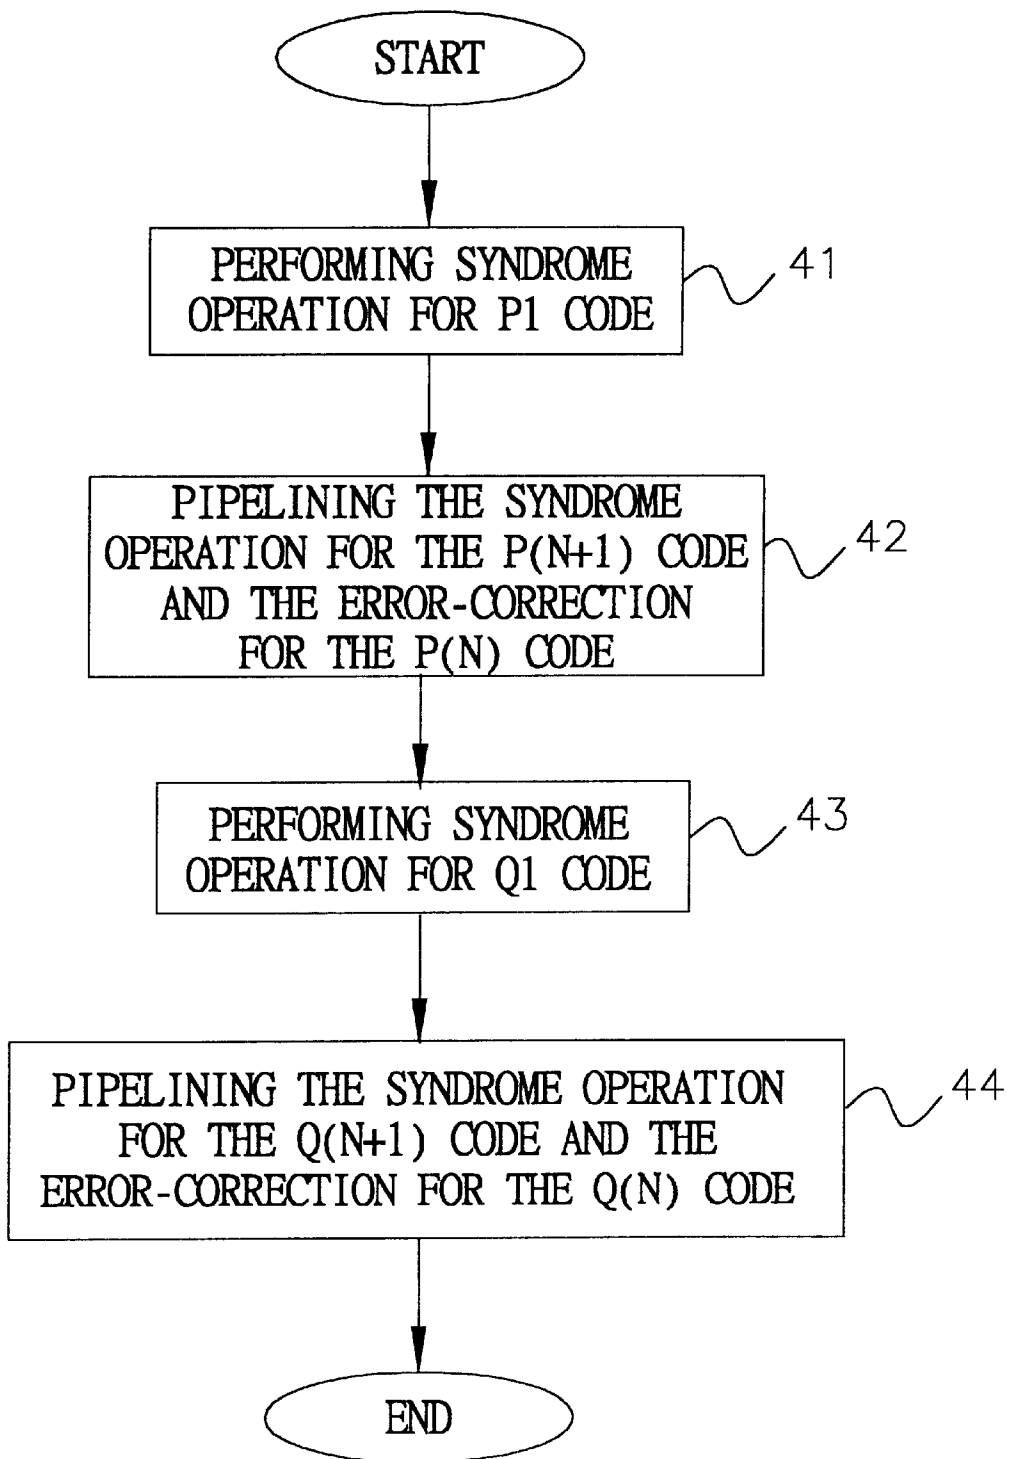 START
PERFORMING SYNDROME
OPERATION FOR P1 CODE
41
PIPELINING THE SYNDROME
OPERATION FOR THE P(N+1) CODE
AND THE ERROR-CORRECTION
FOR THE P(N) CODE
42
PERFORMING SYNDROME
OPERATION FOR Q1 CODE
43
PIPELINING THE SYNDROME OPERATION
FOR THE Q(N+1) CODE AND THE
ERROR-CORRECTION FOR THE Q(N) CODE
44
END